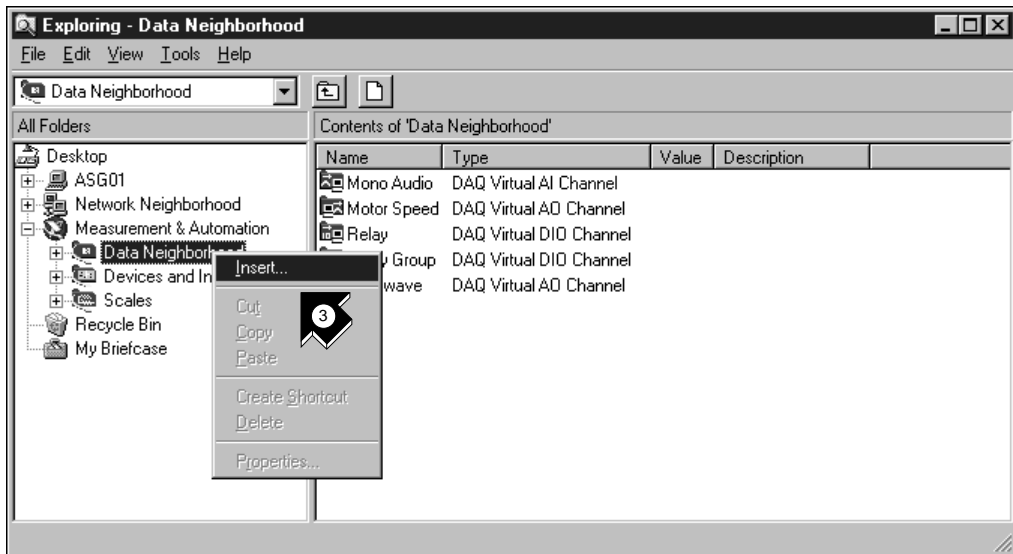 Exploring - Data Neighborhood
File Edit View Tools Help
Data Neighborhood
All Folders
Contents of 'Data Neighborhood'
Desktop
ASG01
Network Neighborhood
Measurement & Automation
Data Neighborhood
Devices and In
Scales
Recycle Bin
My Briefcase
Name Type Value Description
Mono Audio DAQ Virtual AI Channel
Motor Speed DAQ Virtual AO Channel
Relay DAQ Virtual DIO Channel
y Group DAQ Virtual DIO Channel
wave DAQ Virtual AO Channel
Insert...
Cut
Copy
Paste
Create Shortcut
Delete
Properties...
3